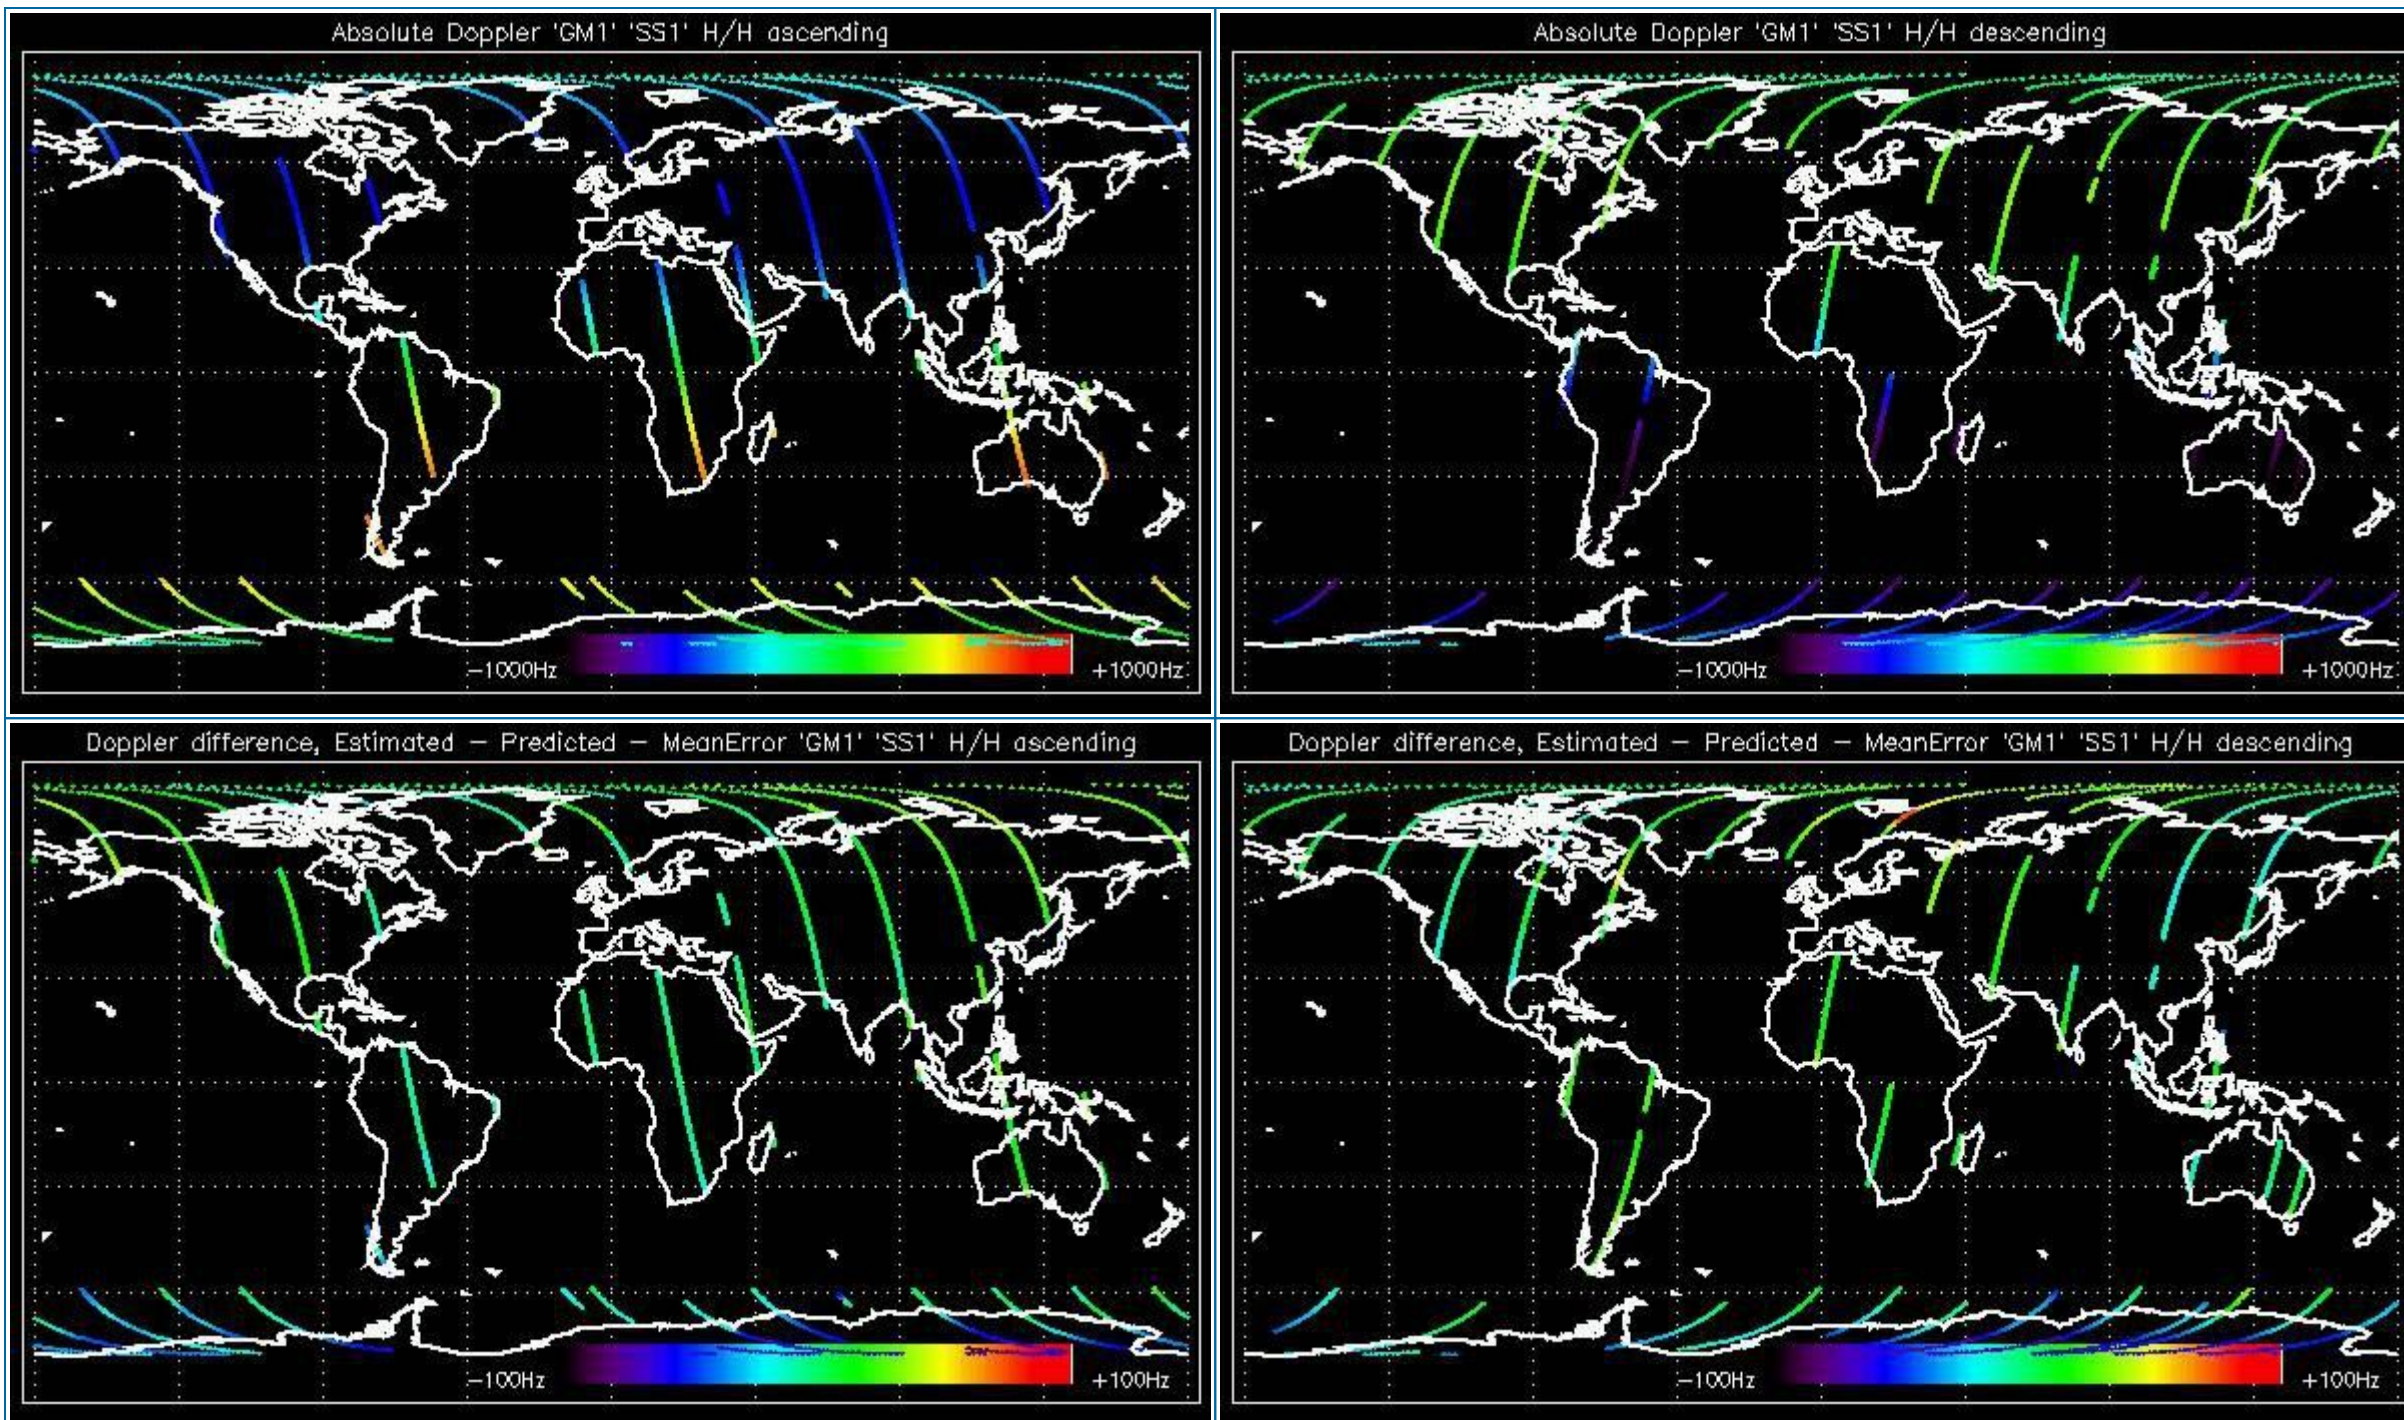 Absolute Doppler 'GM1' 'SS1' H/H ascending
-1000Hz
+1000Hz
Absolute Doppler 'GM1' 'SS1' H/H descending
-1000Hz
+1000Hz
Doppler difference, Estimated - Predicted - MeanError 'GM1' 'SS1' H/H ascending
-100Hz
+100Hz
Doppler difference, Estimated - Predicted - MeanError 'GM1' 'SS1' H/H descending
-100Hz
+100Hz